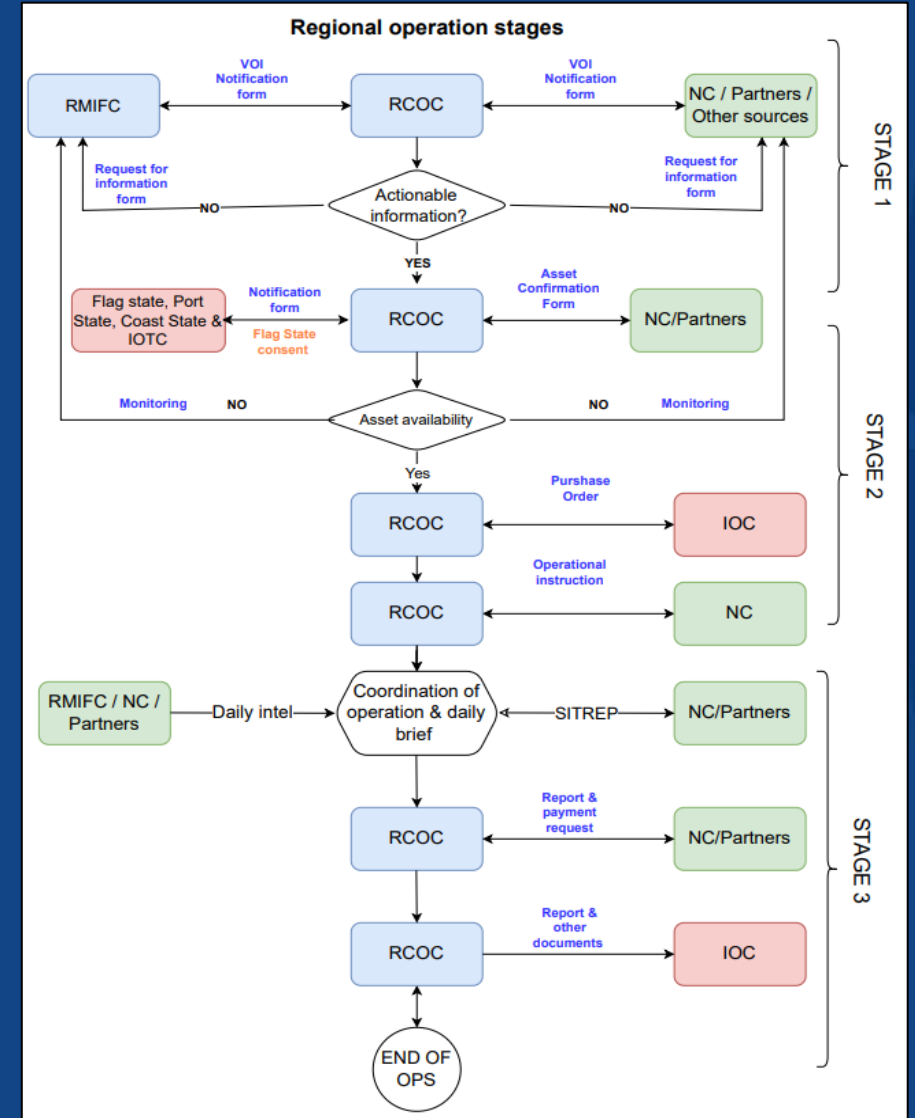 Regional operation stages
VOI
Notification
form
VOI
Notification
form
RMIFC
RCOC
NC / Partners /
Other sources
Request for
information
form
Request for
information
form
NO
Actionable
information?
NO
YES
STAGE 1
Flag state, Port
State, Coast State &
IOTC
Notification
form
Flag State
consent
RCOC
Asset
Confirmation
Form
NC/Partners
Monitoring
NO
Asset availability
NO
Monitoring
Yes
RCOC
Purshase
Order
IOC
RCOC
Operational
instruction
NC
STAGE 2
RMIFC / NC /
Partners
Daily intel
Coordination of
operation & daily
brief
SITREP
NC/Partners
RCOC
Report &
payment
request
NC/Partners
RCOC
Report &
other
documents
IOC
STAGE 3
END OF
OPS